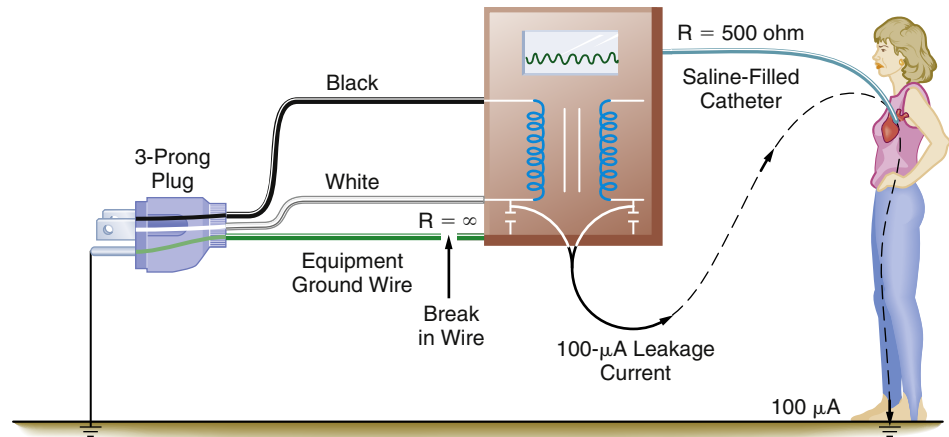 R = 500 ohm
Saline-Filled
Catheter
Black
3-Prong
Plug
White
R = ∞
Equipment
Ground Wire
Break
in Wire
100-μA Leakage
Current
100 μA